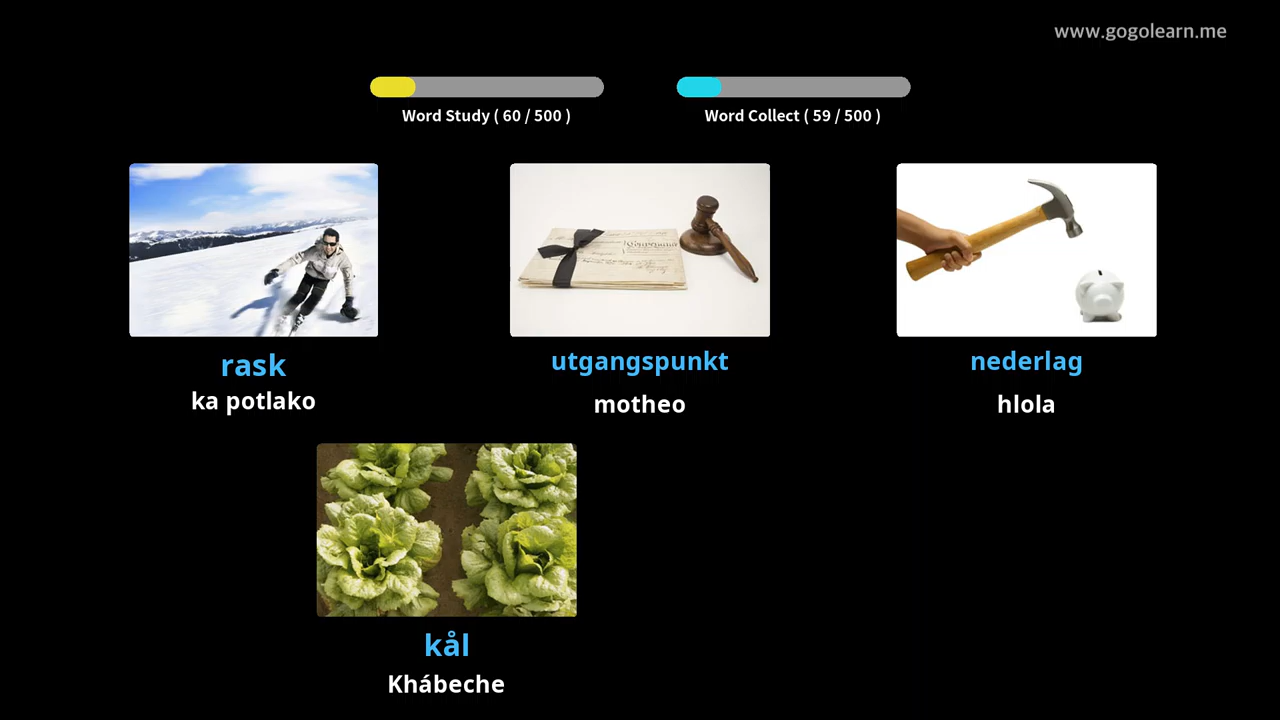 www.gogolearn.me
Word Study ( 60 / 500 )
Word Collect ( 59 / 500 )
rask
ka potlako
utgangspunkt
motheo
nederlag
hlola
kål
Khábeche